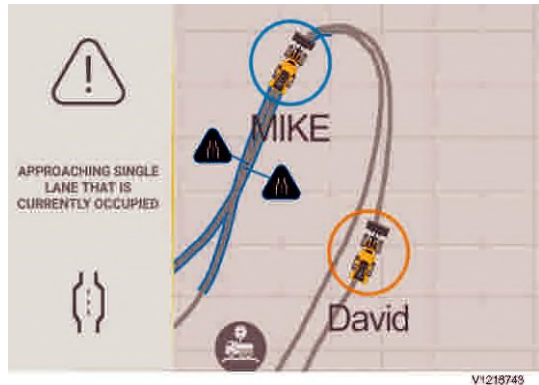 APPROACHING SINGLE
LANE THAT IS
CURRENTLY OCCUPIED
MIKE
David
V1218743